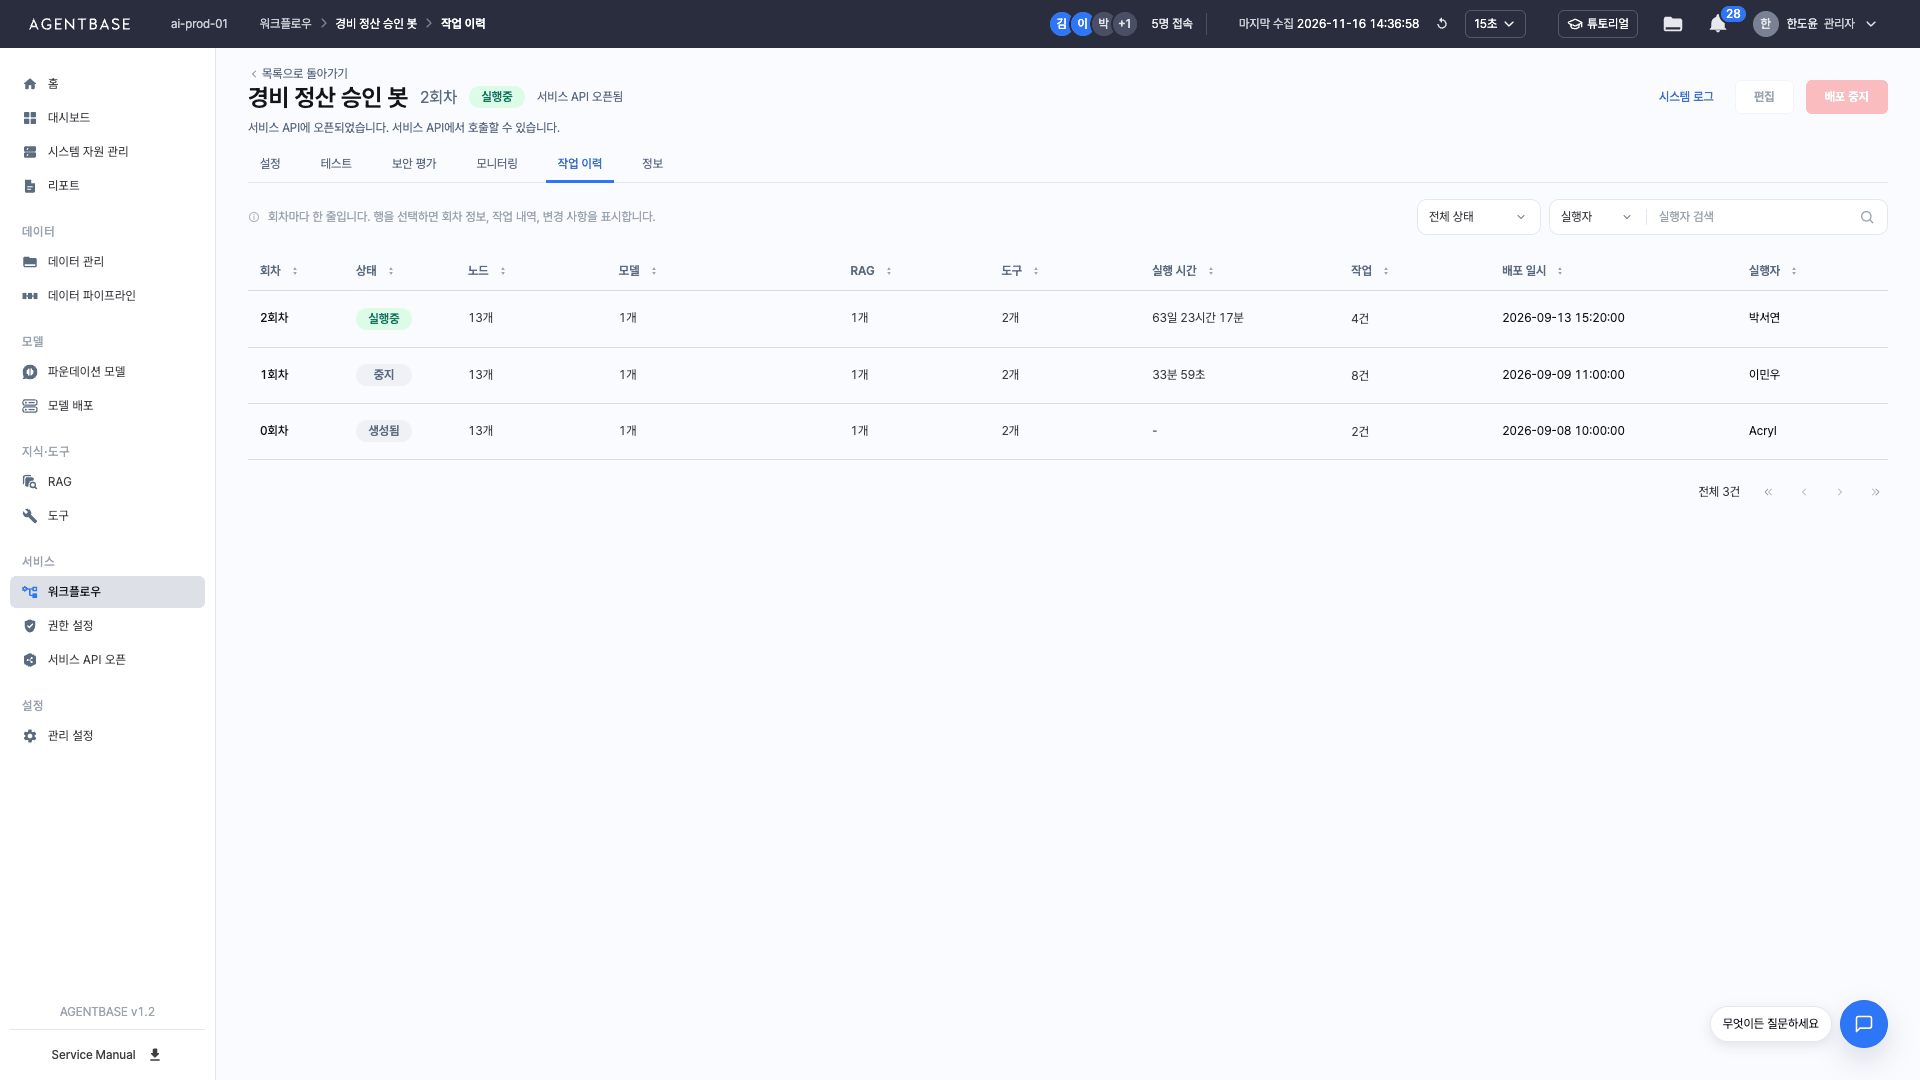 AGENTBASE
ai-prod-01
워크플로우 > 경비 정산 승인 봇 > 작업 이력
김 이 박 +1 5명 접속
마지막 수집 2026-11-16 14:36:58
15초
튜토리얼
28
한 한도윤 관리자
홈
대시보드
시스템 자원 관리
리포트
데이터
데이터 관리
데이터 파이프라인
모델
파운데이션 모델
모델 배포
지식·도구
RAG
도구
서비스
워크플로우
권한 설정
서비스 API 오픈
설정
관리 설정
AGENTBASE v1.2
Service Manual
목록으로 돌아가기
경비 정산 승인 봇 2회차 실행중 서비스 API 오픈됨
시스템 로그 편집 배포 중지
서비스 API에 오픈되었습니다. 서비스 API에서 호출할 수 있습니다.
설정 테스트 보안 평가 모니터링 작업 이력 정보
회차마다 한 줄입니다. 행을 선택하면 회차 정보, 작업 내역, 변경 사항을 표시합니다.
전체 상태 실행자 실행자 검색
회차 상태 노드 모델 RAG 도구 실행 시간 작업 배포 일시 실행자
2회차 실행중 13개 1개 1개 2개 63일 23시간 17분 4건 2026-09-13 15:20:00 박서연
1회차 중지 13개 1개 1개 2개 33분 59초 8건 2026-09-09 11:00:00 이민우
0회차 생성됨 13개 1개 1개 2개 - 2건 2026-09-08 10:00:00 Acryl
전체 3건
무엇이든 질문하세요